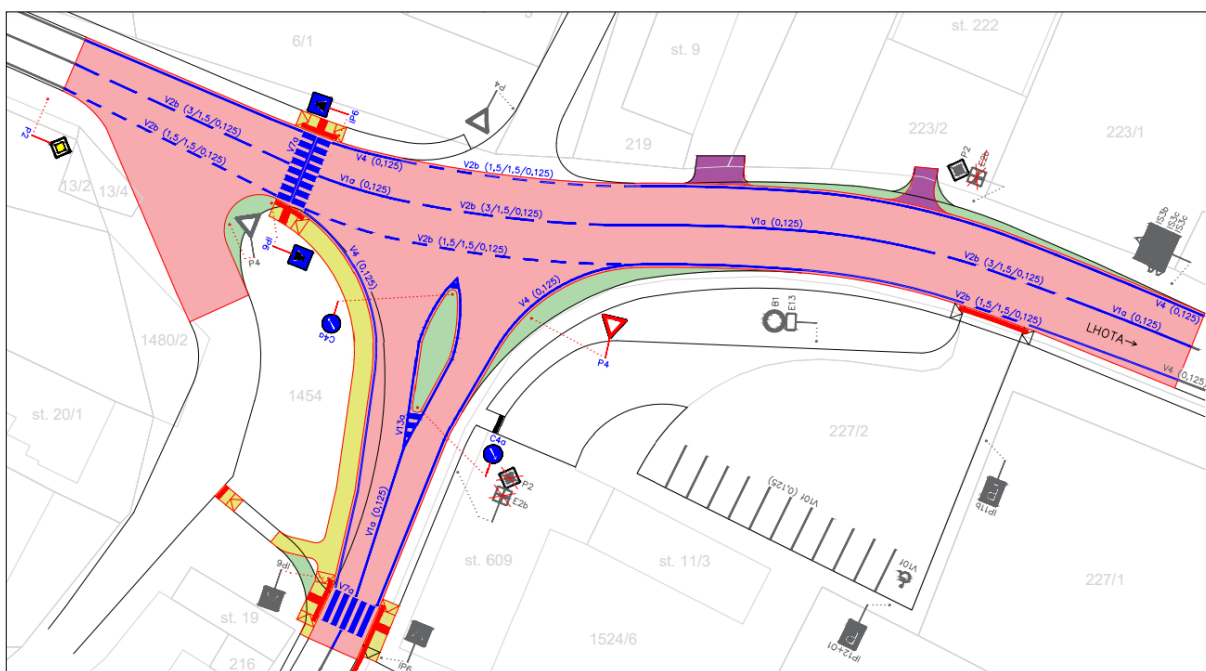 5
st. 222
6/1
st. 9
P4
IP6
V2b (3/1,5/0,125)
V7a
P2
V2b (1,5/1,5/0,125)
V4 (0,125)
219
223/2
P2
E2b
223/1
V2b (1,5/1,5/0,125)
13/2
13/4
V1a (0,125)
V2b (3/1,5/0,125)
V1a (0,125)
IS3b
IS3c
IS3c
P4
IP6
V4 (0,125)
V2b (1,5/1,5/0,125)
V2b (3/1,5/0,125)
V4 (0,125)
V4 (0,125)
B1
E13
V2b (1,5/1,5/0,125)
V1a (0,125)
C4a
LHOTA
1480/2
P4
V4 (0,125)
1454
st. 20/1
V13a
C4a
227/2
P2
E2b
V10f (0,125)
IP11b
V1a (0,125)
st. 609
st. 11/3
V10f
227/1
IP6
V7a
st. 19
1524/6
IP12+O1
216
IP6